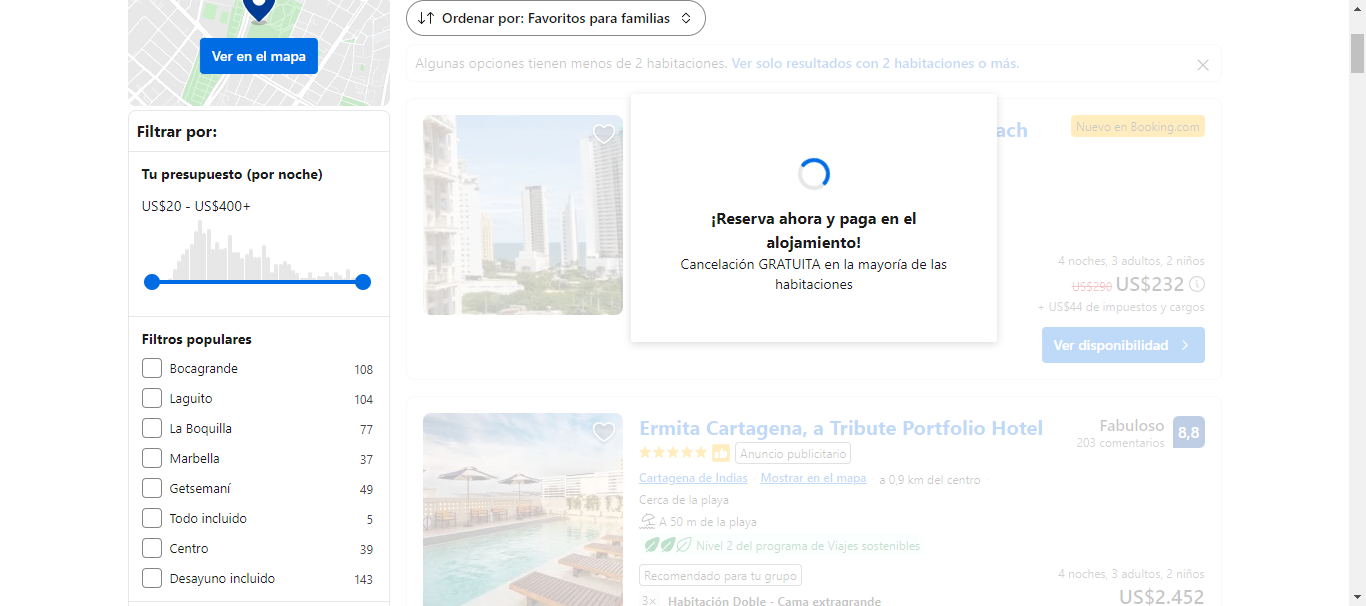 Ver en el mapa
Filtrar por:
Tu presupuesto (por noche)
US$20 - US$400+
Filtros populares
Bocagrande 108
Laguito 104
La Boquilla 77
Marbella 37
Getsemaní 49
Todo incluido 5
Centro 39
Desayuno incluido 143
Ordenar por: Favoritos para familias
Algunas opciones tienen menos de 2 habitaciones. Ver solo resultados con 2 habitaciones o más.
ach
Nuevo en Booking.com
¡Reserva ahora y paga en el
alojamiento!
Cancelación GRATUITA en la mayoría de las
habitaciones
4 noches, 3 adultos, 2 niños
US$290 US$232
+ US$44 de impuestos y cargos
Ver disponibilidad
Ermita Cartagena, a Tribute Portfolio Hotel
Anuncio publicitario
Fabuloso 8,8
203 comentarios
Cartagena de Indias Mostrar en el mapa a 0,9 km del centro
Cerca de la playa
A 50 m de la playa
Nivel 2 del programa de Viajes sostenibles
Recomendado para tu grupo
3× Habitación Doble - Cama extragrande
4 noches, 3 adultos, 2 niños
US$2.452